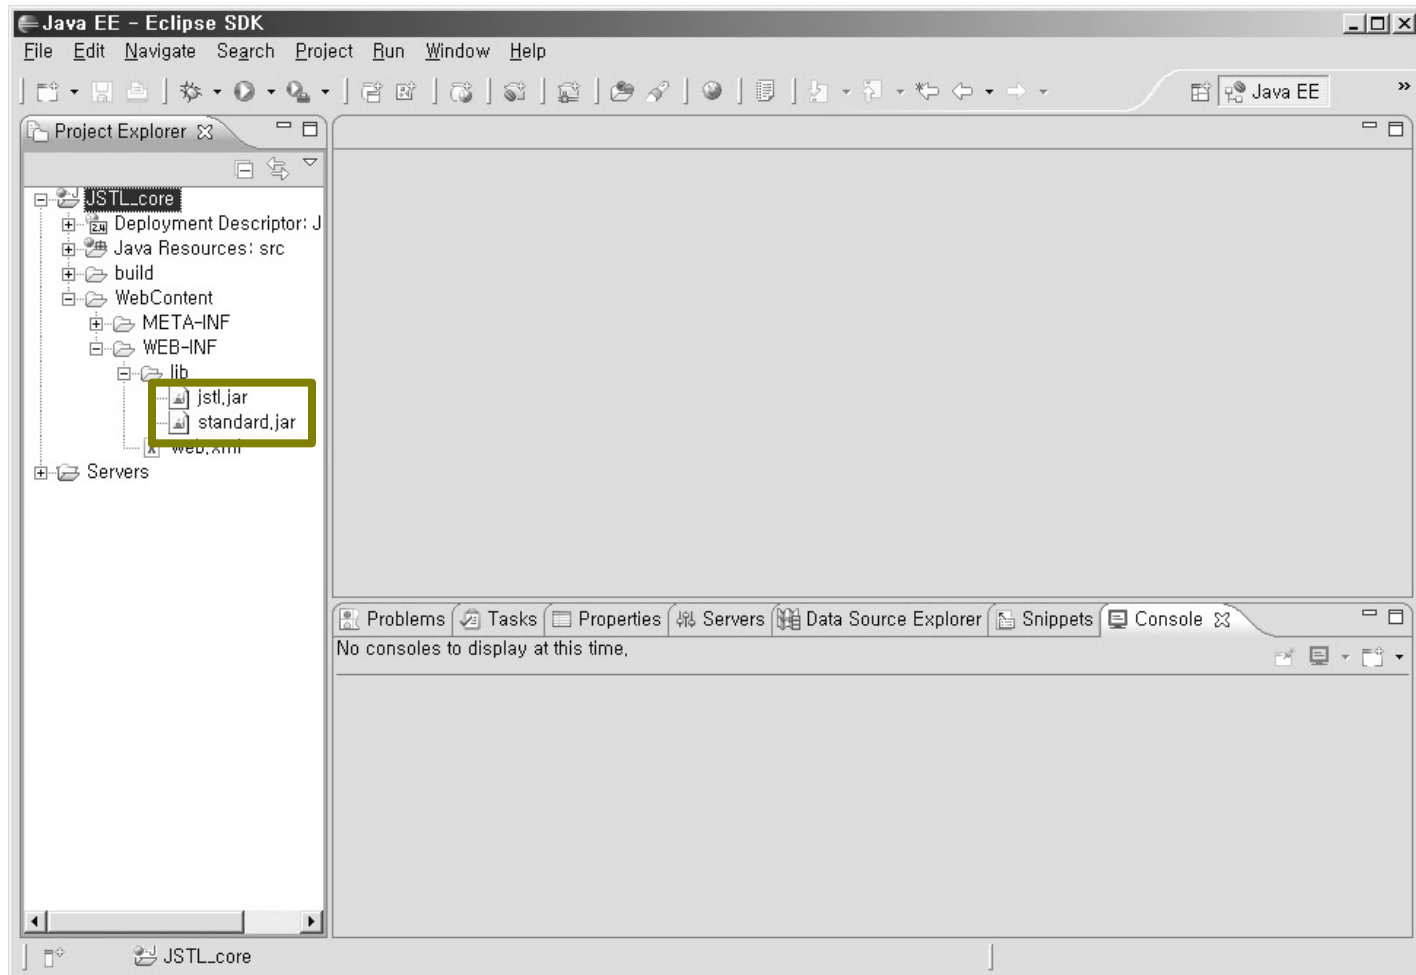 Java EE - Eclipse SDK
File Edit Navigate Search Project Run Window Help
Java EE
Project Explorer
JSTL_core
Deployment Descriptor: J
Java Resources: src
build
WebContent
META-INF
WEB-INF
lib
jstl.jar
standard.jar
web.xml
Servers
Problems Tasks Properties Servers Data Source Explorer Snippets Console
No consoles to display at this time.
JSTL_core